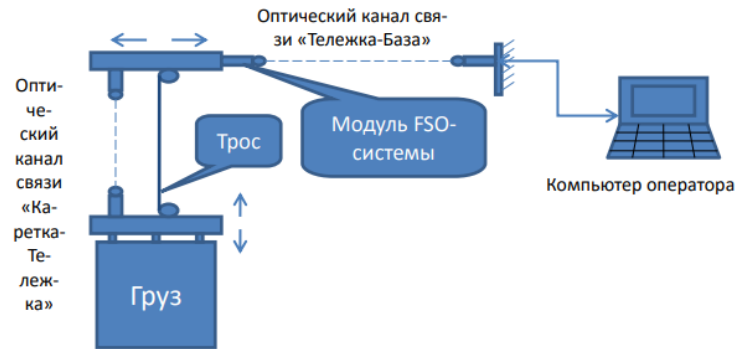 Оптический канал свя-
зи «Тележка-База»
Опти-
че-
ский
канал
связи
«Ка-
ретка-
Те-
леж-
ка»
Трос
Модуль FSO-
системы
Компьютер оператора
Груз